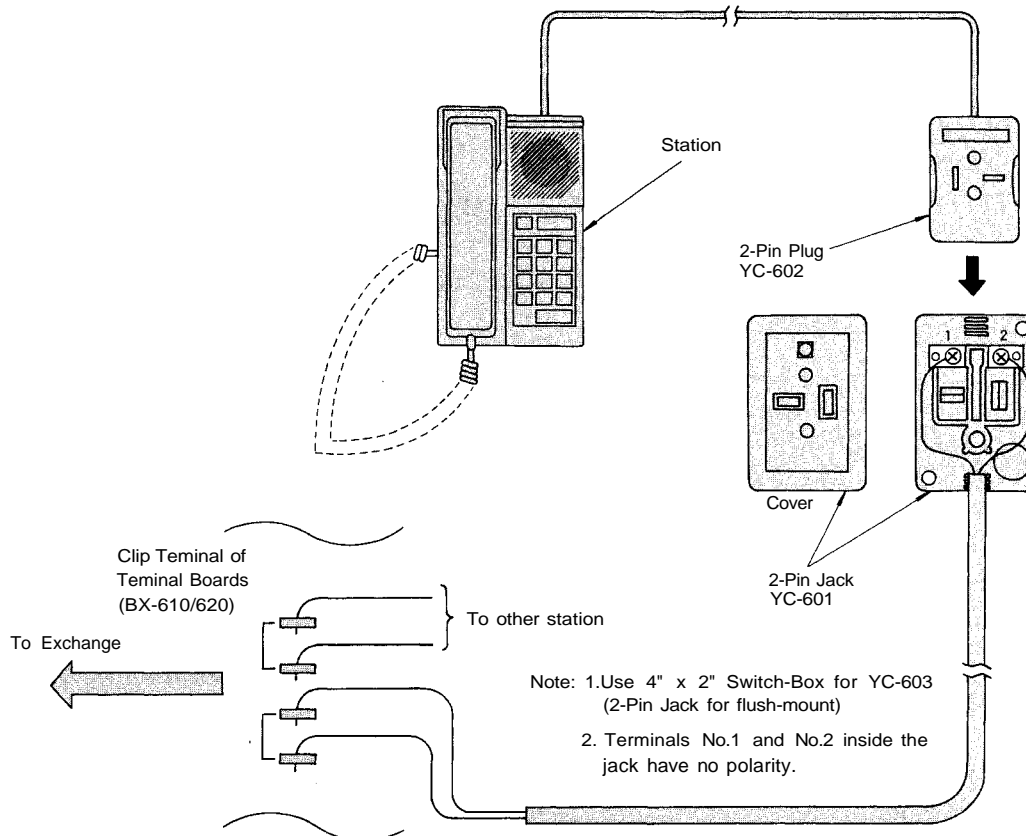 Station
2-Pin Plug
YC-602
1 2
Cover
2-Pin Jack
YC-601
Clip Teminal of
Teminal Boards
(BX-610/620)
To other station
To Exchange
Note: 1.Use 4" x 2" Switch-Box for YC-603
(2-Pin Jack for flush-mount)
2. Terminals No.1 and No.2 inside the
jack have no polarity.